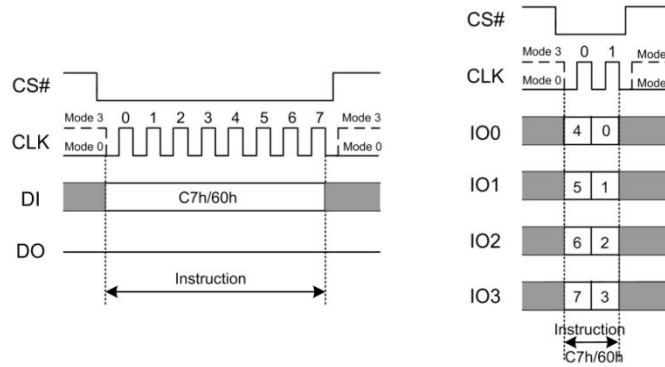 CS#
Mode 3 0 1 2 3 4 5 6 7 Mode 3
CLK
Mode 0 Mode 0
DI C7h/60h
DO
Instruction
CS#
Mode 3 0 1 Mode
CLK
Mode 0 Mode
IO0 4 0
IO1 5 1
IO2 6 2
IO3 7 3
Instruction
C7h/60h